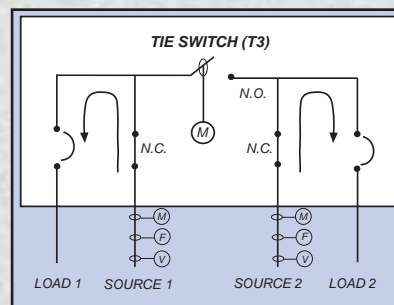 TIE SWITCH (T3)
N.O.
M
N.C.
N.C.
M
M
F
F
V
V
LOAD 1
SOURCE 1
SOURCE 2
LOAD 2